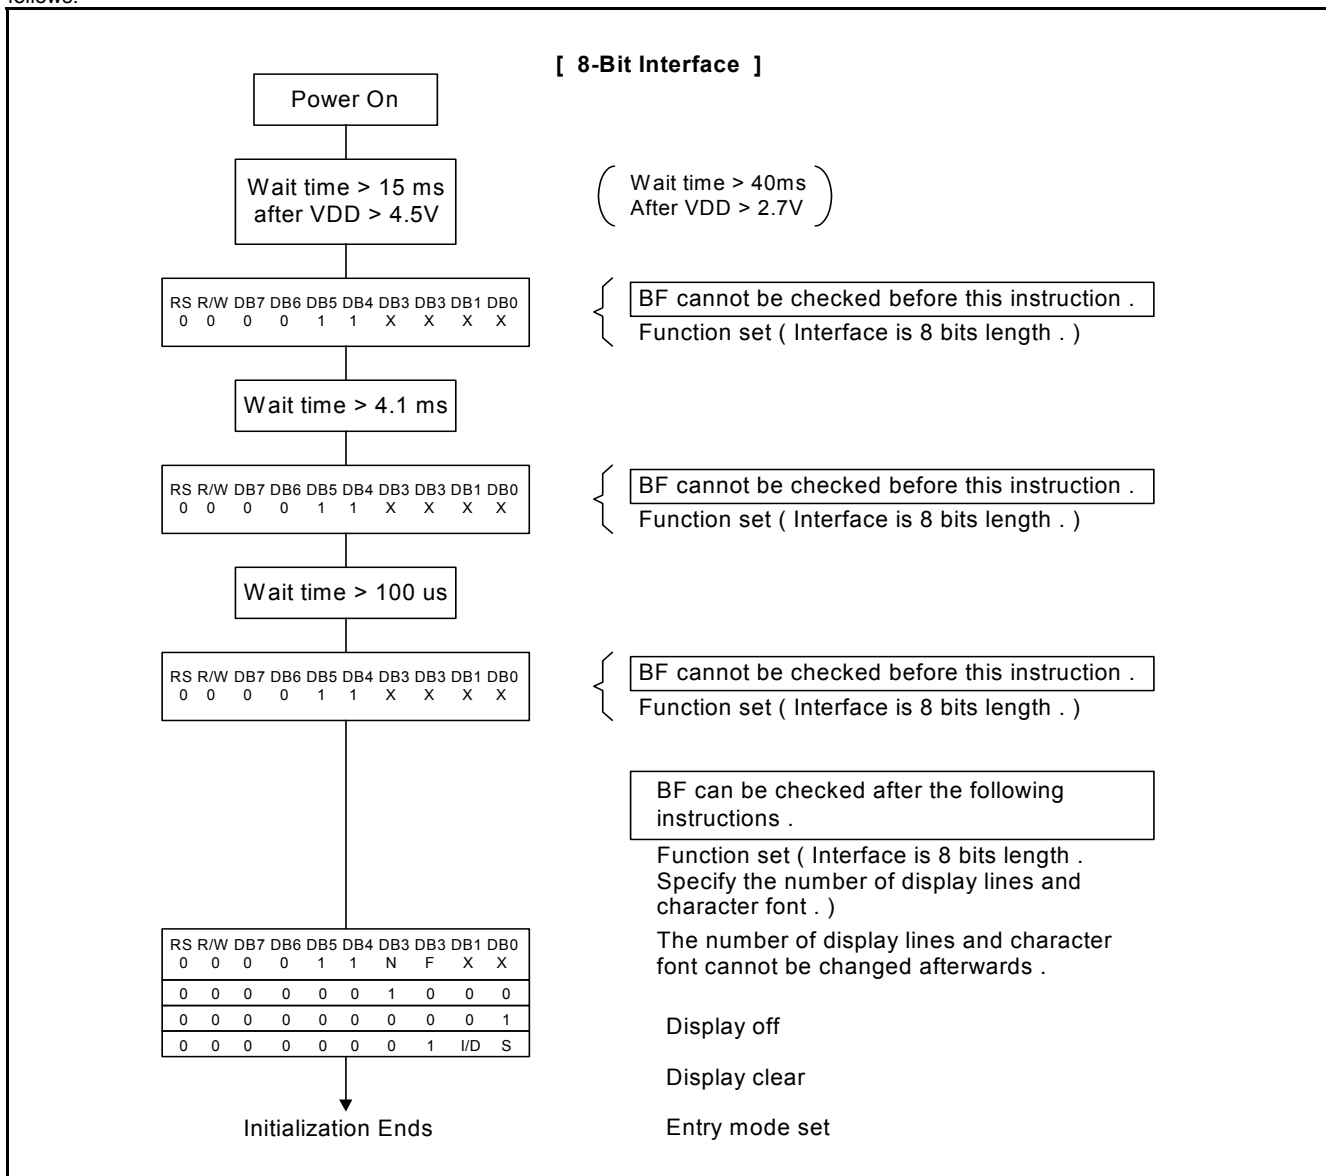 follows:
[ 8-Bit Interface ]
Power On
Wait time > 15 ms
after VDD > 4.5V
Wait time > 40ms
After VDD > 2.7V
RS R/W DB7 DB6 DB5 DB4 DB3 DB3 DB1 DB0
0 0 0 0 1 1 X X X X
BF cannot be checked before this instruction .
Function set ( Interface is 8 bits length . )
Wait time > 4.1 ms
RS R/W DB7 DB6 DB5 DB4 DB3 DB3 DB1 DB0
0 0 0 0 1 1 X X X X
BF cannot be checked before this instruction .
Function set ( Interface is 8 bits length . )
Wait time > 100 us
RS R/W DB7 DB6 DB5 DB4 DB3 DB3 DB1 DB0
0 0 0 0 1 1 X X X X
BF cannot be checked before this instruction .
Function set ( Interface is 8 bits length . )
BF can be checked after the following
instructions .
Function set ( Interface is 8 bits length .
Specify the number of display lines and
character font . )
The number of display lines and character
font cannot be changed afterwards .
RS R/W DB7 DB6 DB5 DB4 DB3 DB3 DB1 DB0
0 0 0 0 1 1 N F X X
0 0 0 0 0 0 1 0 0 0
0 0 0 0 0 0 0 0 0 1
0 0 0 0 0 0 0 1 I/D S
Display off
Display clear
Entry mode set
Initialization Ends